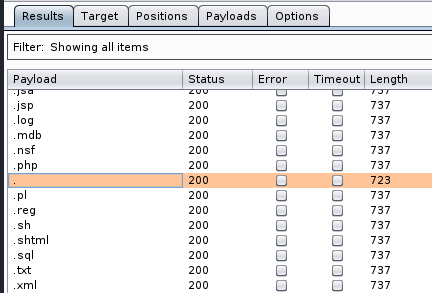 Results Target Positions Payloads Options
Filter: Showing all items
Payload Status Error Timeout Length
.jsa 200 737
.jsp 200 737
.log 200 737
.mdb 200 737
.nsf 200 737
.php 200 737
. 200 723
.pl 200 737
.reg 200 737
.sh 200 737
.shtml 200 737
.sql 200 737
.txt 200 737
.xml 200 737